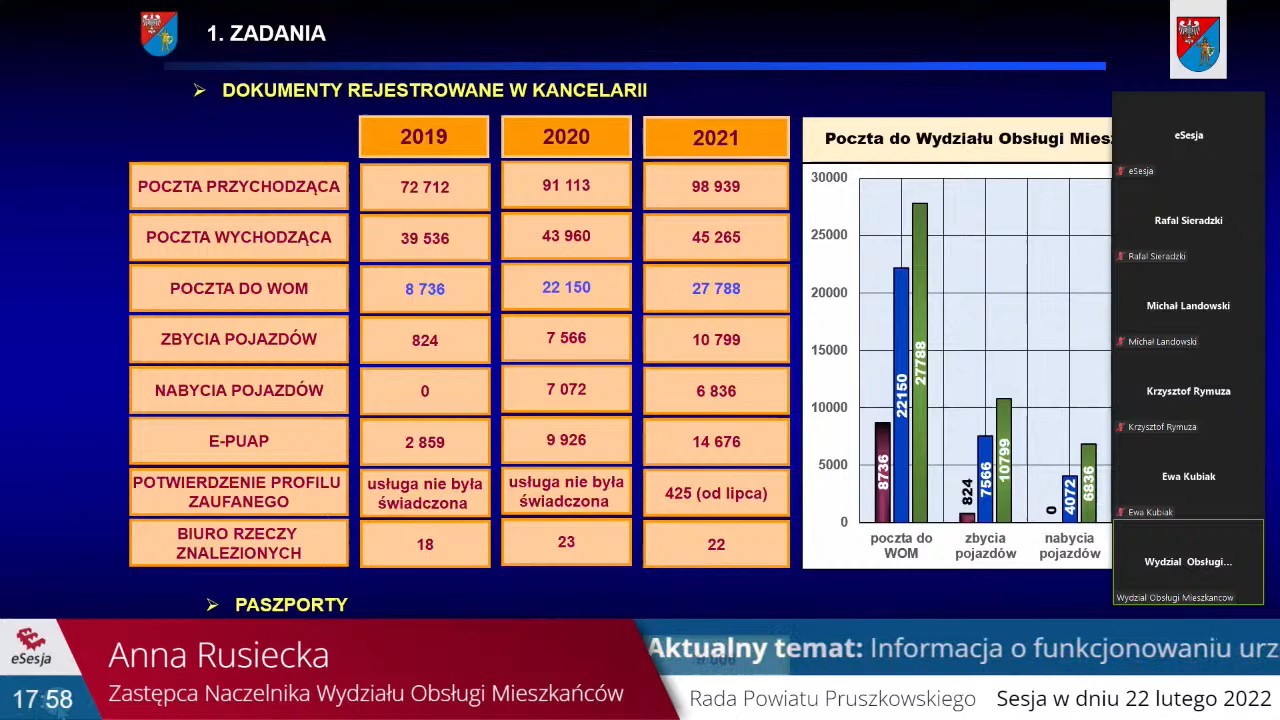 1. ZADANIA
DOKUMENTY REJESTROWANE W KANCELARII
2019 2020 2021
POCZTA PRZYCHODZĄCA 72 712 91 113 98 939
POCZTA WYCHODZĄCA 39 536 43 960 45 265
POCZTA DO WOM 8 736 22 150 27 788
ZBYCIA POJAZDÓW 824 7 566 10 799
NABYCIA POJAZDÓW 0 7 072 6 836
E-PUAP 2 859 9 926 14 676
POTWIERDZENIE PROFILU
ZAUFANEGO
usługa nie była
świadczona
usługa nie była
świadczona
425 (od lipca)
BIURO RZECZY
ZNALEZIONYCH
18 23 22
PASZPORTY
Poczta do Wydziału Obsługi Miesz
30000
25000
20000
15000
10000
5000
0
8736 22150 27788
824 7566 10799
0 4072 6836
poczta do
WOM
zbycia
pojazdów
nabycia
pojazdów
eSesja
eSesja
Rafal Sieradzki
Rafal Sieradzki
Michał Landowski
Michał Landowski
Krzysztof Rymuza
Krzysztof Rymuza
Ewa Kubiak
Ewa Kubiak
Wydzial Obsługi...
Wydzial Obsługi Mieszkancow
eSesja
17:58
Anna Rusiecka
Zastępca Naczelnika Wydziału Obsługi Mieszkańców
Aktualny temat: Informacja o funkcjonowaniu urz
Rada Powiatu Pruszkowskiego Sesja w dniu 22 lutego 2022